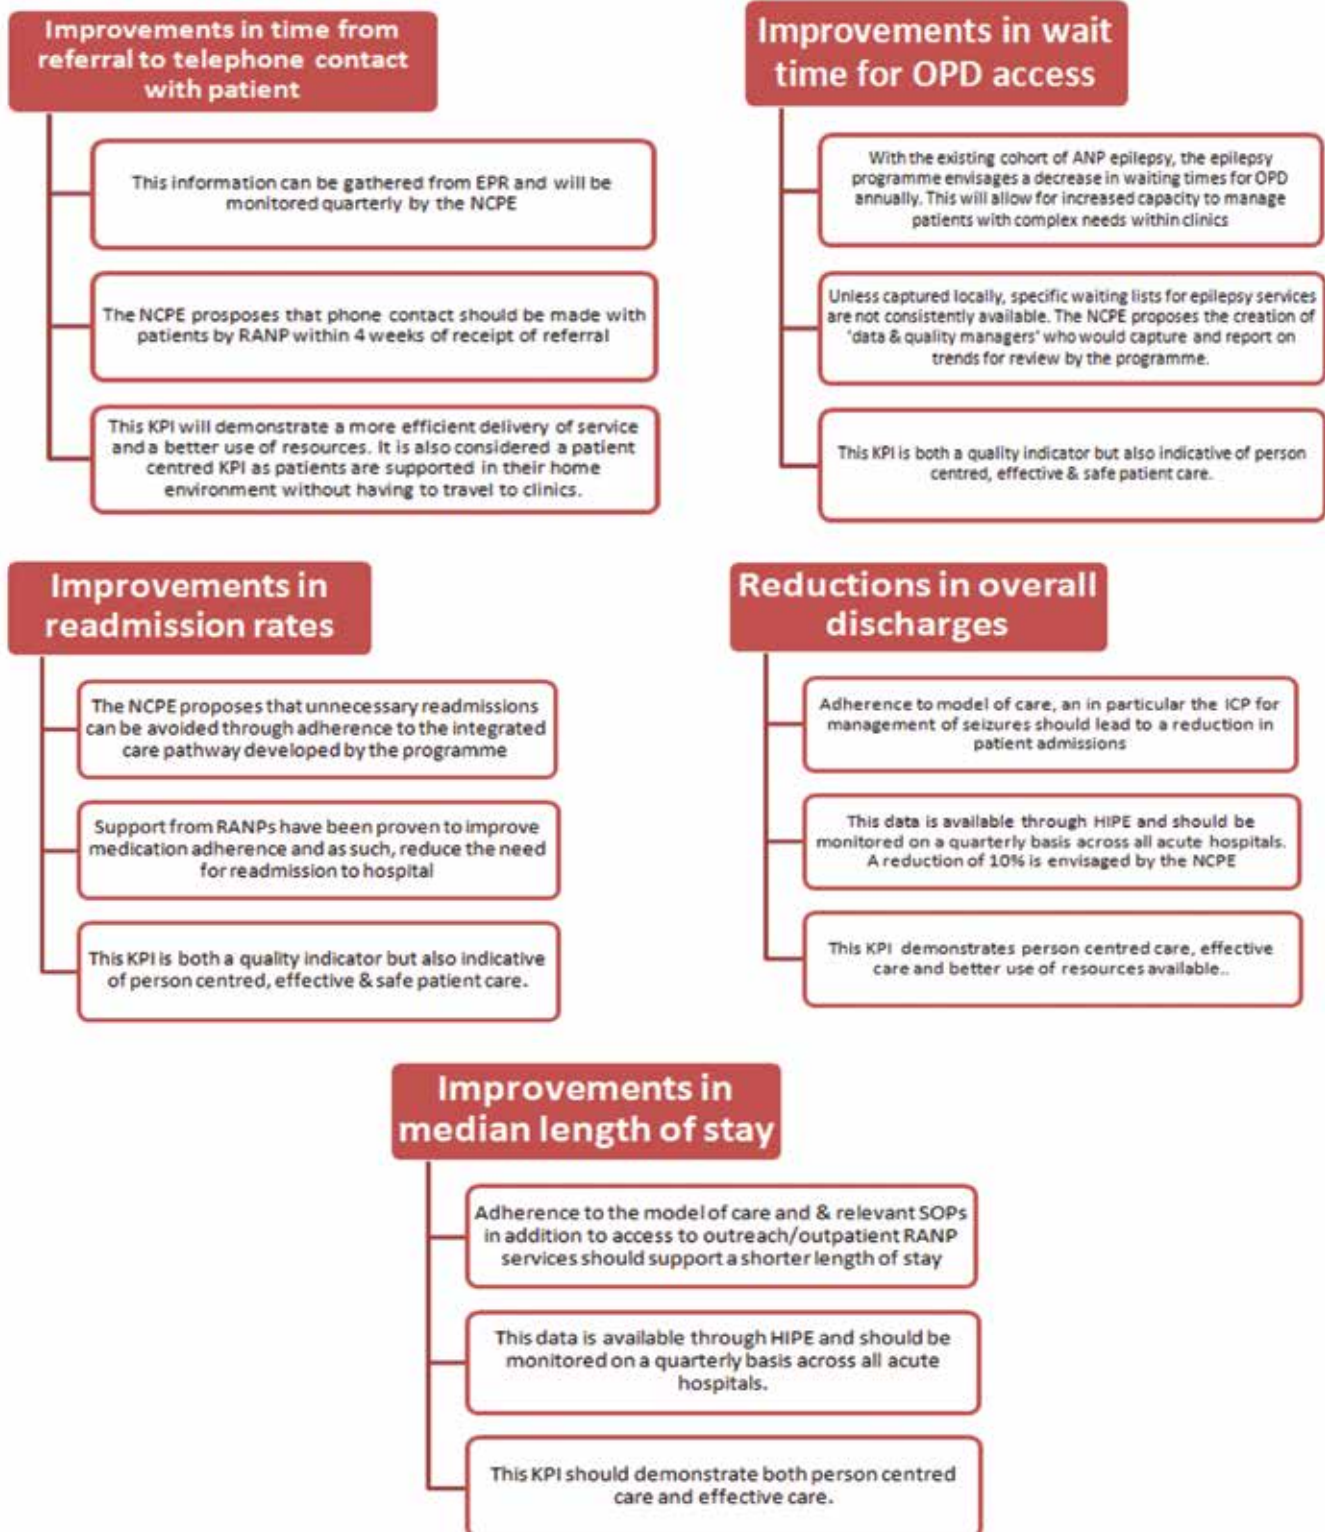 Improvements in time from
referral to telephone contact
with patient
This information can be gathered from EPR and will be
monitored quarterly by the NCPE
The NCPE prosposes that phone contact should be made with
patients by RANP within 4 weeks of receipt of referral
This KPI will demonstrate a more efficient delivery of service
and a better use of resources. It is also considered a patient
centred KPI as patients are supported in their home
environment without having to travel to clinics.
Improvements in wait
time for OPD access
With the existing cohort of ANP epilepsy, the epilepsy
programme envisages a decrease in waiting times for OPD
annually. This will allow for increased capacity to manage
patients with complex needs within clinics
Unless captured locally, specific waiting lists for epilepsy services
are not consistently available. The NCPE proposes the creation of
'data & quality managers' who would capture and report on
trends for review by the programme.
This KPI is both a quality indicator but also indicative of person
centred, effective & safe patient care.
Improvements in
readmission rates
The NCPE proposes that unnecessary readmissions
can be avoided through adherence to the integrated
care pathway developed by the programme
Support from RANPs have been proven to improve
medication adherence and as such, reduce the need
for readmission to hospital
This KPI is both a quality indicator but also indicative
of person centred, effective & safe patient care.
Reductions in overall
discharges
Adherence to model of care, an in particular the ICP for
management of seizures should lead to a reduction in
patient admissions
This data is available through HIPE and should be
monitored on a quarterly basis across all acute hospitals.
A reduction of 10% is envisaged by the NCPE
This KPI demonstrates person centred care, effective
care and better use of resources available..
Improvements in
median length of stay
Adherence to the model of care and & relevant SOPs
in addition to access to outreach/outpatient RANP
services should support a shorter length of stay
This data is available through HIPE and should be
monitored on a quarterly basis across all acute
hospitals.
This KPI should demonstrate both person centred
care and effective care.